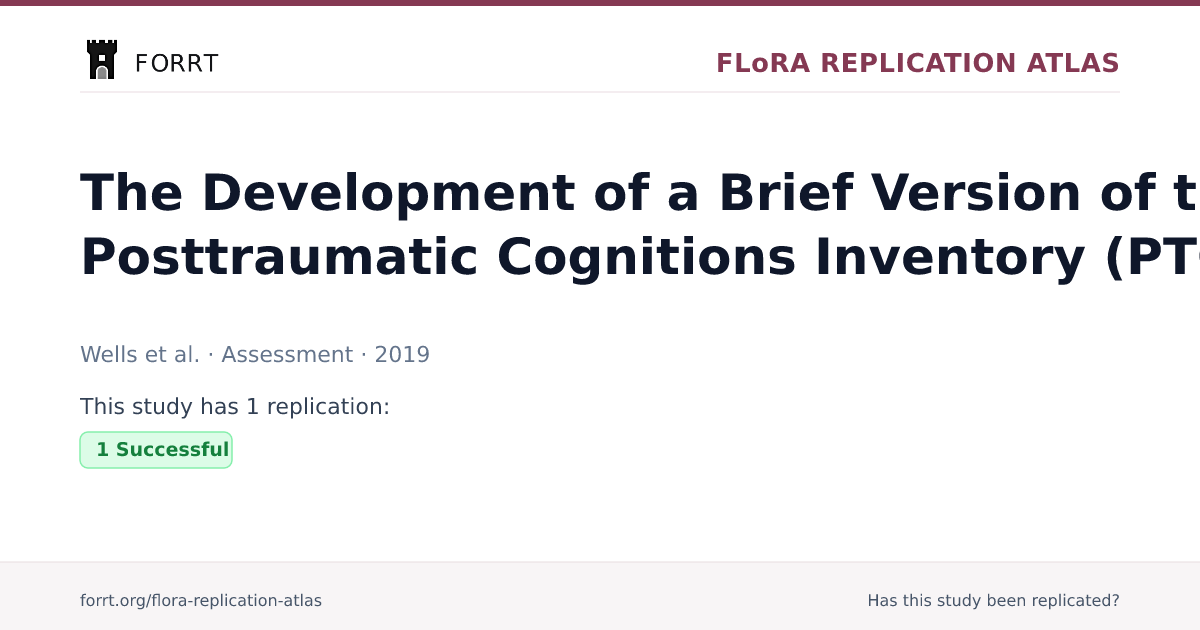 FORRT
FLoRA REPLICATION ATLAS
The Development of a Brief Version of t
Posttraumatic Cognitions Inventory (PT
Wells et al. · Assessment · 2019
This study has 1 replication:
1 Successful
forrt.org/flora-replication-atlas
Has this study been replicated?